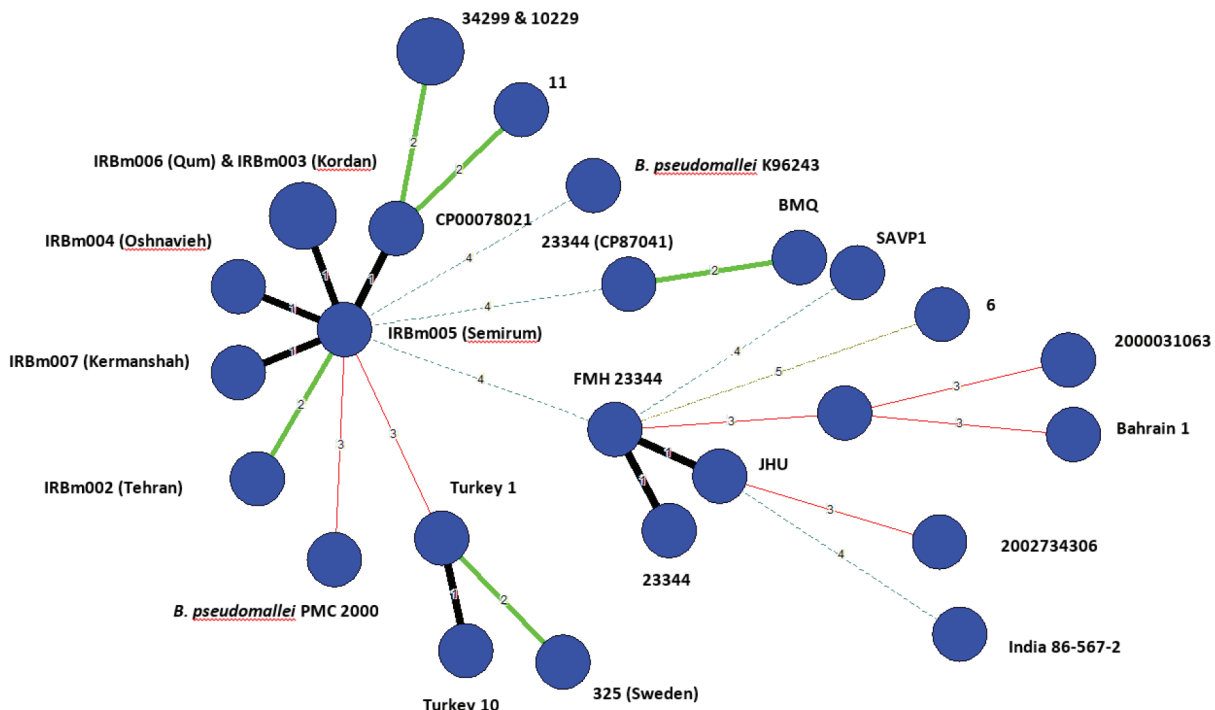 34299 & 10229
11
2
2
IRBm006 (Qum) & IRBm003 (Kordan)
B. pseudomallei K96243
BMQ
CP00078021
IRBm004 (Oshnavieh)
23344 (CP87041)
SAVP1
4
2
1
1
6
4
1
IRBm005 (Semirum)
2000031063
1
4
4
IRBm007 (Kermanshah)
5
FMH 23344
3
2
3
3
Bahrain 1
3
3
1
JHU
IRBm002 (Tehran)
Turkey 1
1
3
2002734306
4
23344
1
2
B. pseudomallei PMC 2000
India 86-567-2
325 (Sweden)
Turkey 10